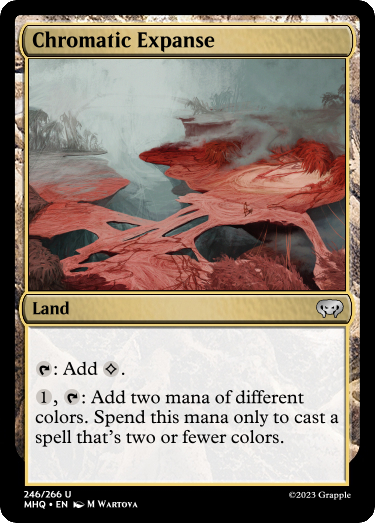 Chromatic Expanse
Land
: Add .
1, : Add two mana of different
colors. Spend this mana only to cast a
spell that's two or fewer colors.
246/266 U
MHQ • EN M Wartova
©2023 Grapple